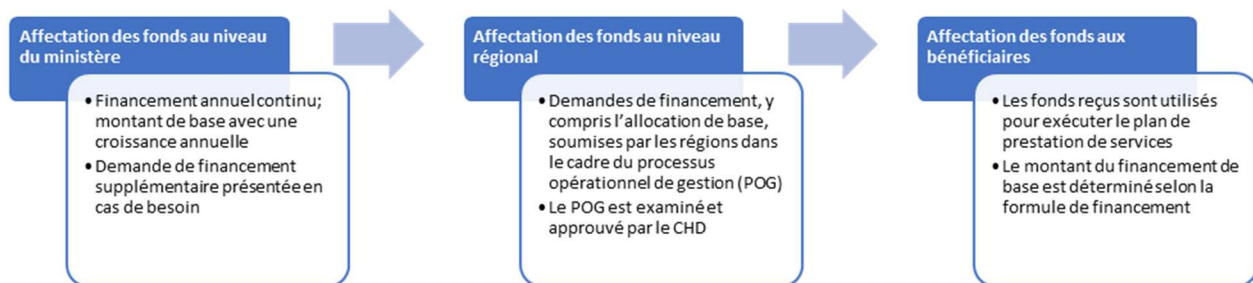 Affectation des fonds au niveau
du ministère
• Financement annuel continu;
montant de base avec une
croissance annuelle
• Demande de financement
supplémentaire présentée en
cas de besoin
Affectation des fonds au niveau
régional
• Demandes de financement, y
compris l'allocation de base,
soumises par les régions dans
le cadre du processus
opérationnel de gestion (POG)
• Le POG est examiné et
approuvé par le CHD
Affectation des fonds aux
bénéficiaires
• Les fonds reçus sont utilisés
pour exécuter le plan de
prestation de services
• Le montant du financement de
base est déterminé selon la
formule de financement